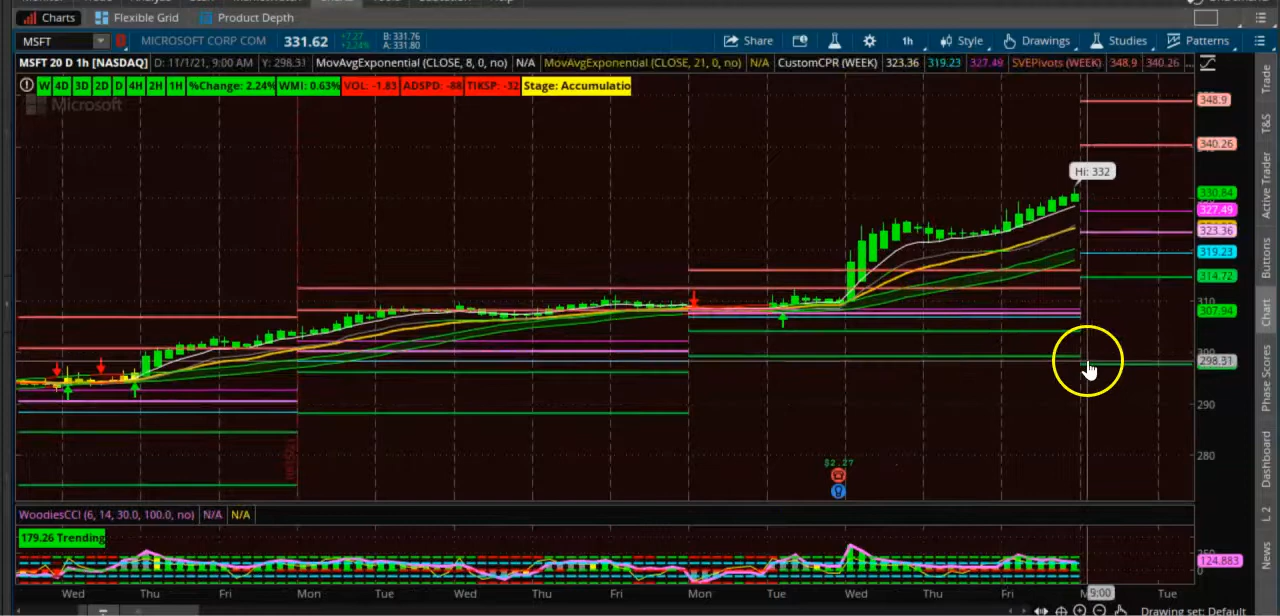 Charts Flexible Grid Product Depth
MSFT MICROSOFT CORP COM 331.62 +7.27 +2.24% B: 331.76 A: 331.80 Share 1h Style Drawings Studies Patterns
MSFT 20 D 1h [NASDAQ] D: 11/1/21, 9:00 AM Y: 298.31 MovAvgExponential (CLOSE, 8, 0, no) N/A MovAvgExponential (CLOSE, 21, 0, no) N/A CustomCPR (WEEK) 323.36 319.23 327.49 SVEPivots (WEEK) 348.9 340.26 ...
W 4D 3D 2D D 4H 2H 1H %Change: 2.24% WMI: 0.63% VOL: -1.83 ADSPD: -88 TIKSP: -32 Stage: Accumulatio
Microsoft
348.9
340.26
Hi: 332
330.84
327.49
323.36
319.23
314.72
310
307.94
298.31
290
280
$2.27
WoodiesCCI (6, 14, 30.0, 100.0, no) N/A N/A
179.26 Trending
124.883
0
Wed Thu Fri Mon Tue Wed Thu Fri Mon Tue Wed Thu Fri M 9:00 Tue
Drawing set: Default
Trade
T&S
Active Trader
Buttons
Chart
Phase Scores
Dashboard
L 2
News